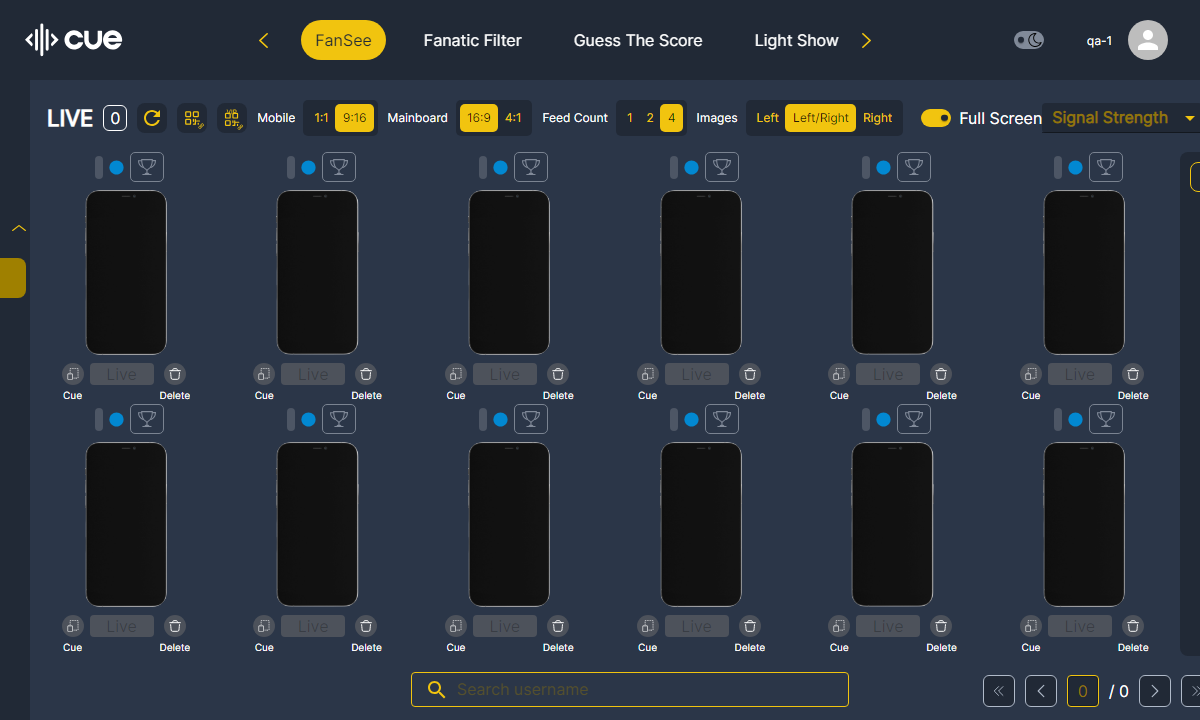 cue FanSee Fanatic Filter Guess The Score Light Show qa-1
LIVE 0 Mobile 1:1 9:16 Mainboard 16:9 4:1 Feed Count 1 2 4 Images Left Left/Right Right Full Screen Signal Strength
Live Live Live Live Live Live
Cue Delete Cue Delete Cue Delete Cue Delete Cue Delete Cue Delete
Live Live Live Live Live Live
Cue Delete Cue Delete Cue Delete Cue Delete Cue Delete Cue Delete
Search username 0 / 0